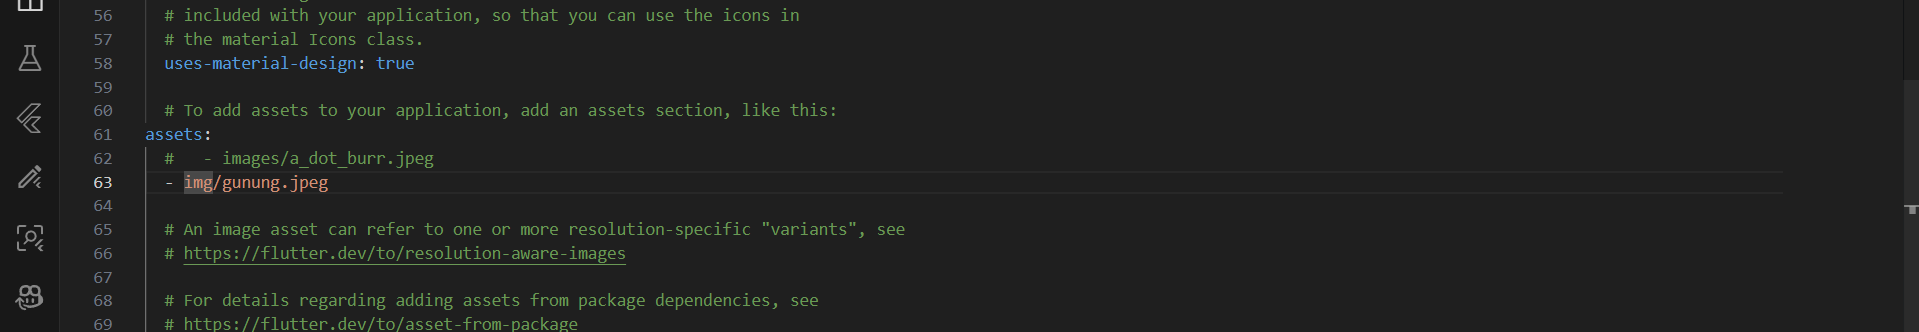 56 # included with your application, so that you can use the icons in
57 # the material Icons class.
58 uses-material-design: true
59
60 # To add assets to your application, add an assets section, like this:
61 assets:
62 #   - images/a_dot_burr.jpeg
63 - img/gunung.jpeg
64
65 # An image asset can refer to one or more resolution-specific "variants", see
66 # https://flutter.dev/to/resolution-aware-images
67
68 # For details regarding adding assets from package dependencies, see
69 # https://flutter.dev/to/asset-from-package